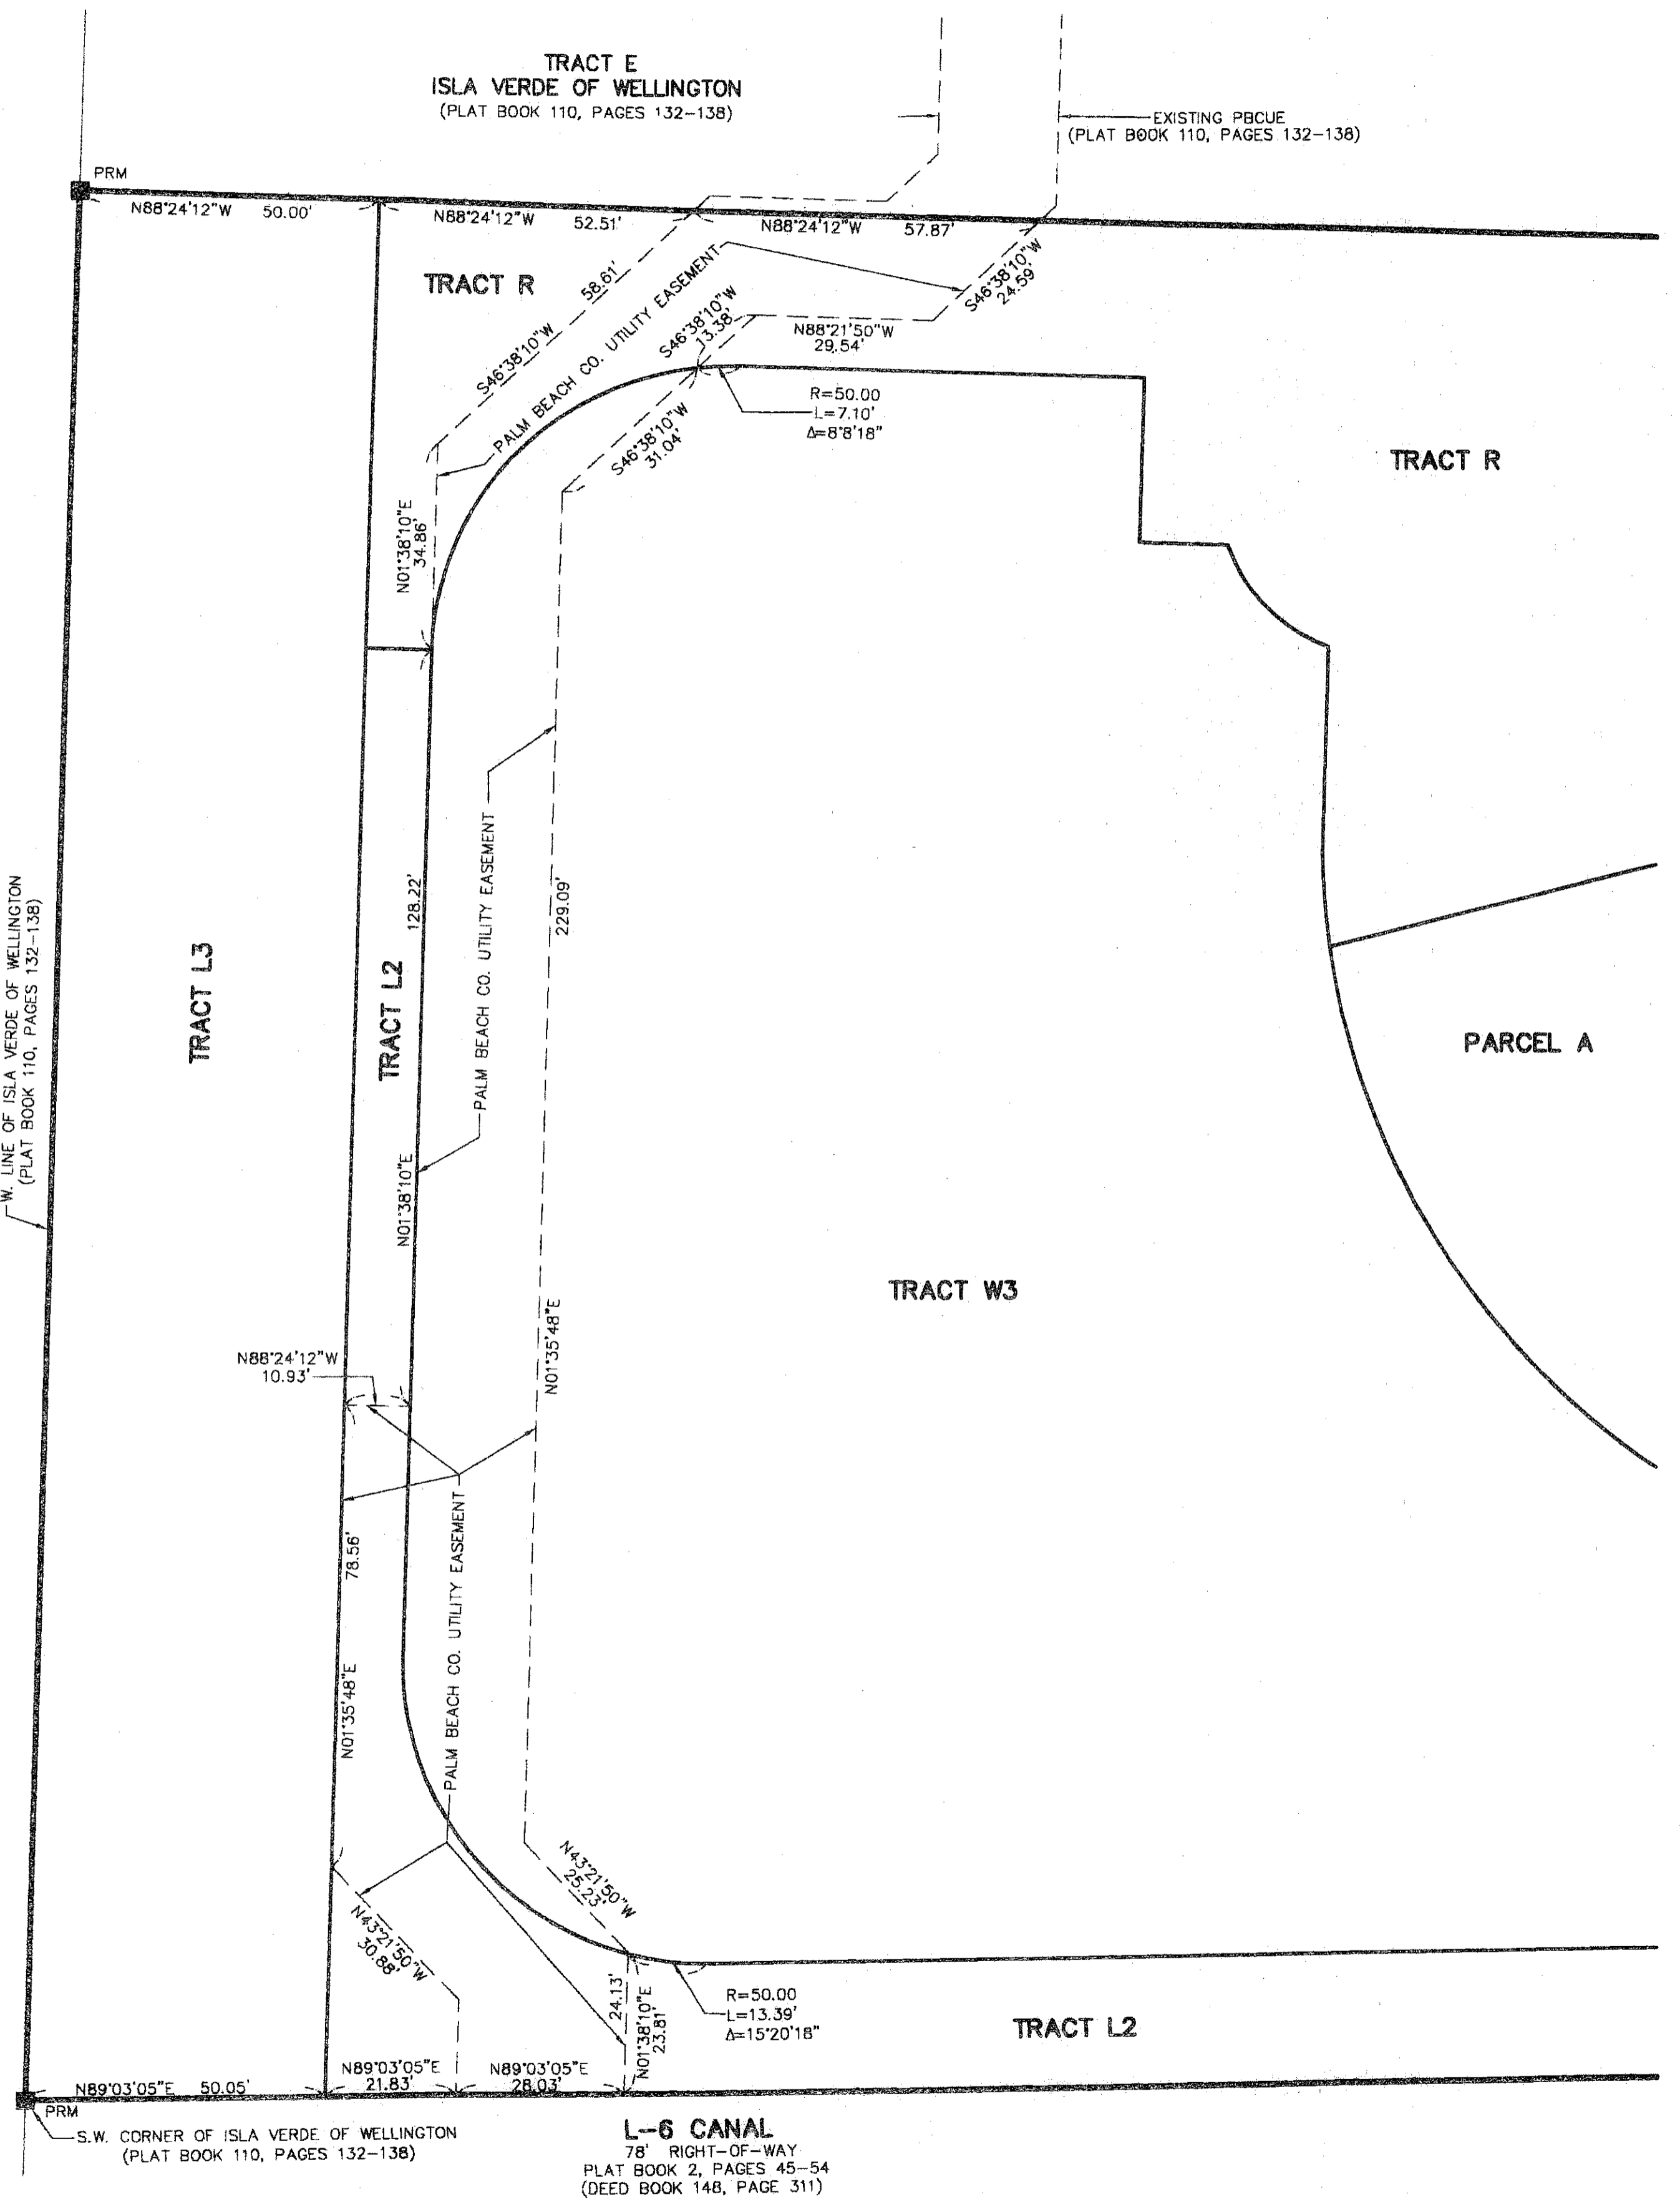 TRACT E
ISLA VERDE OF WELLINGTON
(PLAT BOOK 110, PAGES 132-138)
EXISTING PBCUE
(PLAT BOOK 110, PAGES 132-138)
PRM
N88°24'12"W 50.00'
N88°24'12"W 52.51'
N88°24'12"W 57.87'
TRACT R
58.61'
S46°38'10"W
PALM BEACH CO. UTILITY EASEMENT
S46°38'10"W
13.38'
S46°38'10"W
24.59'
N88°21'50"W
29.54'
R=50.00
L=7.10'
Δ=8°8'18"
S46°38'10"W
31.04'
TRACT R
N01°38'10"E
34.86'
128.22'
PALM BEACH CO. UTILITY EASEMENT
229.09'
W. LINE OF ISLA VERDE OF WELLINGTON
(PLAT BOOK 110, PAGES 132-138)
TRACT L3
TRACT L2
PARCEL A
N01°38'10"E
TRACT W3
N01°35'48"E
N88°24'12"W
10.93'
78.56'
PALM BEACH CO. UTILITY EASEMENT
N01°35'48"E
N43°21'50"W
25.23'
N43°21'50"W
30.88'
24.13'
N01°38'10"E
23.81'
R=50.00
L=13.39'
Δ=15°20'18"
TRACT L2
N89°03'05"E 50.05'
N89°03'05"E
21.83'
N89°03'05"E
28.03'
PRM
S.W. CORNER OF ISLA VERDE OF WELLINGTON
(PLAT BOOK 110, PAGES 132-138)
L-6 CANAL
78' RIGHT-OF-WAY
PLAT BOOK 2, PAGES 45-54
(DEED BOOK 148, PAGE 311)